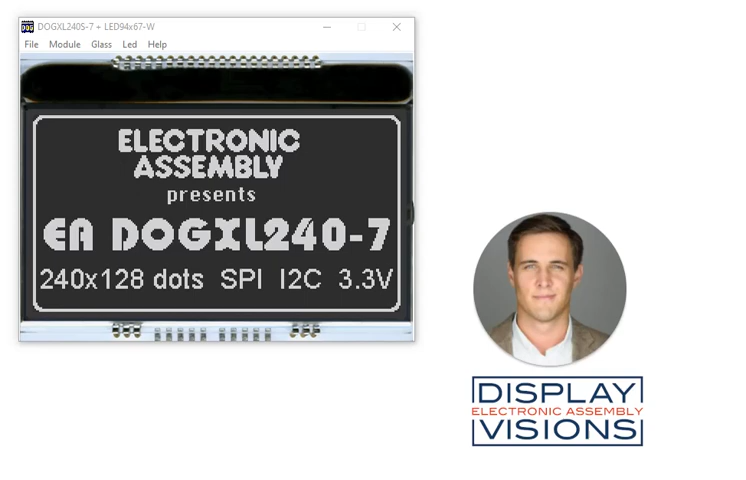 DOGXL240S-7 + LED94x67-W
File Module Glass Led Help
ELECTRONIC
ASSEMBLY
presents
EA DOGXL240-7
240x128 dots SPI I2C 3.3V
DISPLAY
ELECTRONIC ASSEMBLY
VISIONS